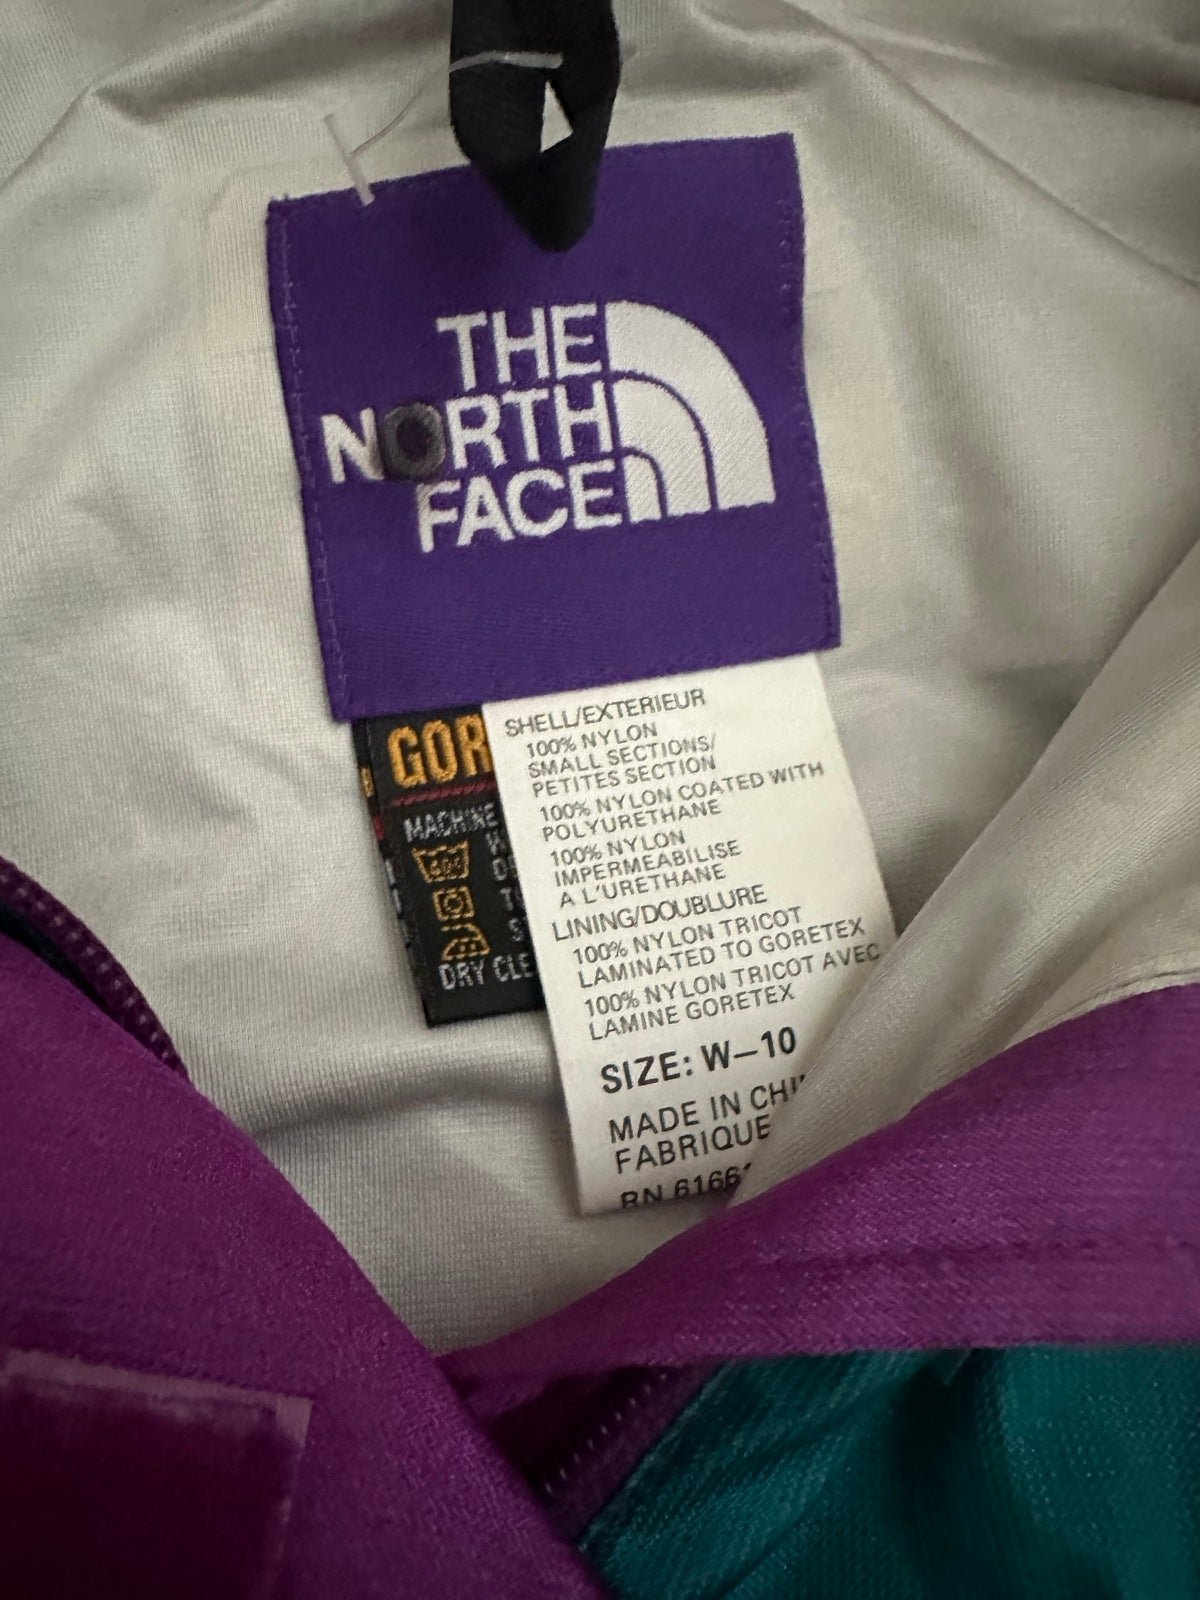 THE
NORTH
FACE
GOR
MACHINE
DRY CLE
SHELL/EXTERIEUR
100% NYLON
SMALL SECTIONS/
PETITES SECTION
100% NYLON COATED WITH
POLYURETHANE
100% NYLON
IMPERMEABILISE
A L'URETHANE
LINING/DOUBLURE
100% NYLON TRICOT
LAMINATED TO GORETEX
100% NYLON TRICOT AVEC
LAMINE GORETEX
SIZE: W-10
MADE IN CHI
FABRIQUE
RN 6166